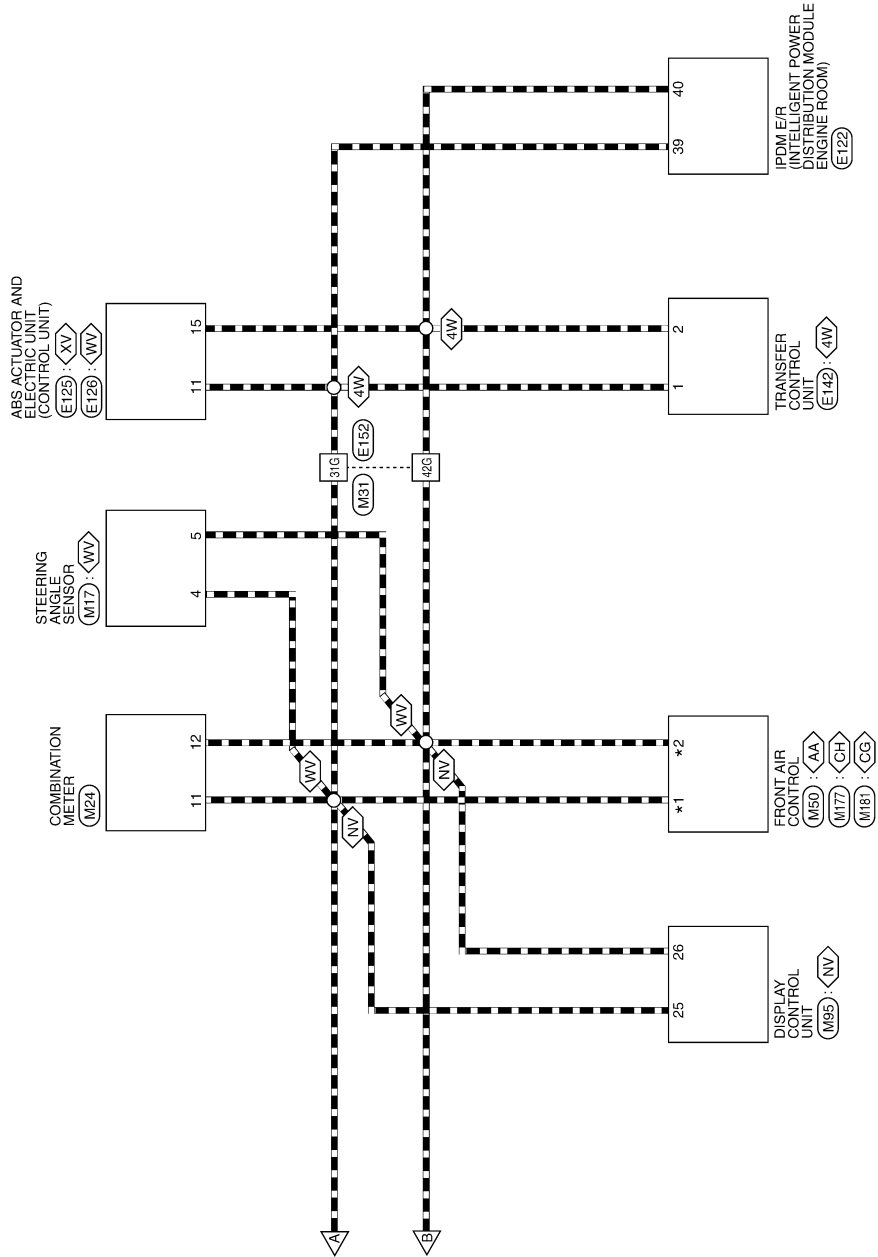 ABS ACTUATOR AND
ELECTRIC UNIT
(CONTROL UNIT)
E125 : XV
E126 : WV
11
15
STEERING
ANGLE
SENSOR
M17 : WV
4
5
COMBINATION
METER
M24
11
12
WV
WV
NV
NV
4W
4W
31G
42G
M31
E152
A
B
DISPLAY
CONTROL
UNIT
M95 : NV
25
26
FRONT AIR
CONTROL
M50 : AA
M177 : CH
M181 : CG
*1
*2
TRANSFER
CONTROL
UNIT
E142 : 4W
1
2
IPDM E/R
(INTELLIGENT POWER
DISTRIBUTION MODULE
ENGINE ROOM)
E122
39
40